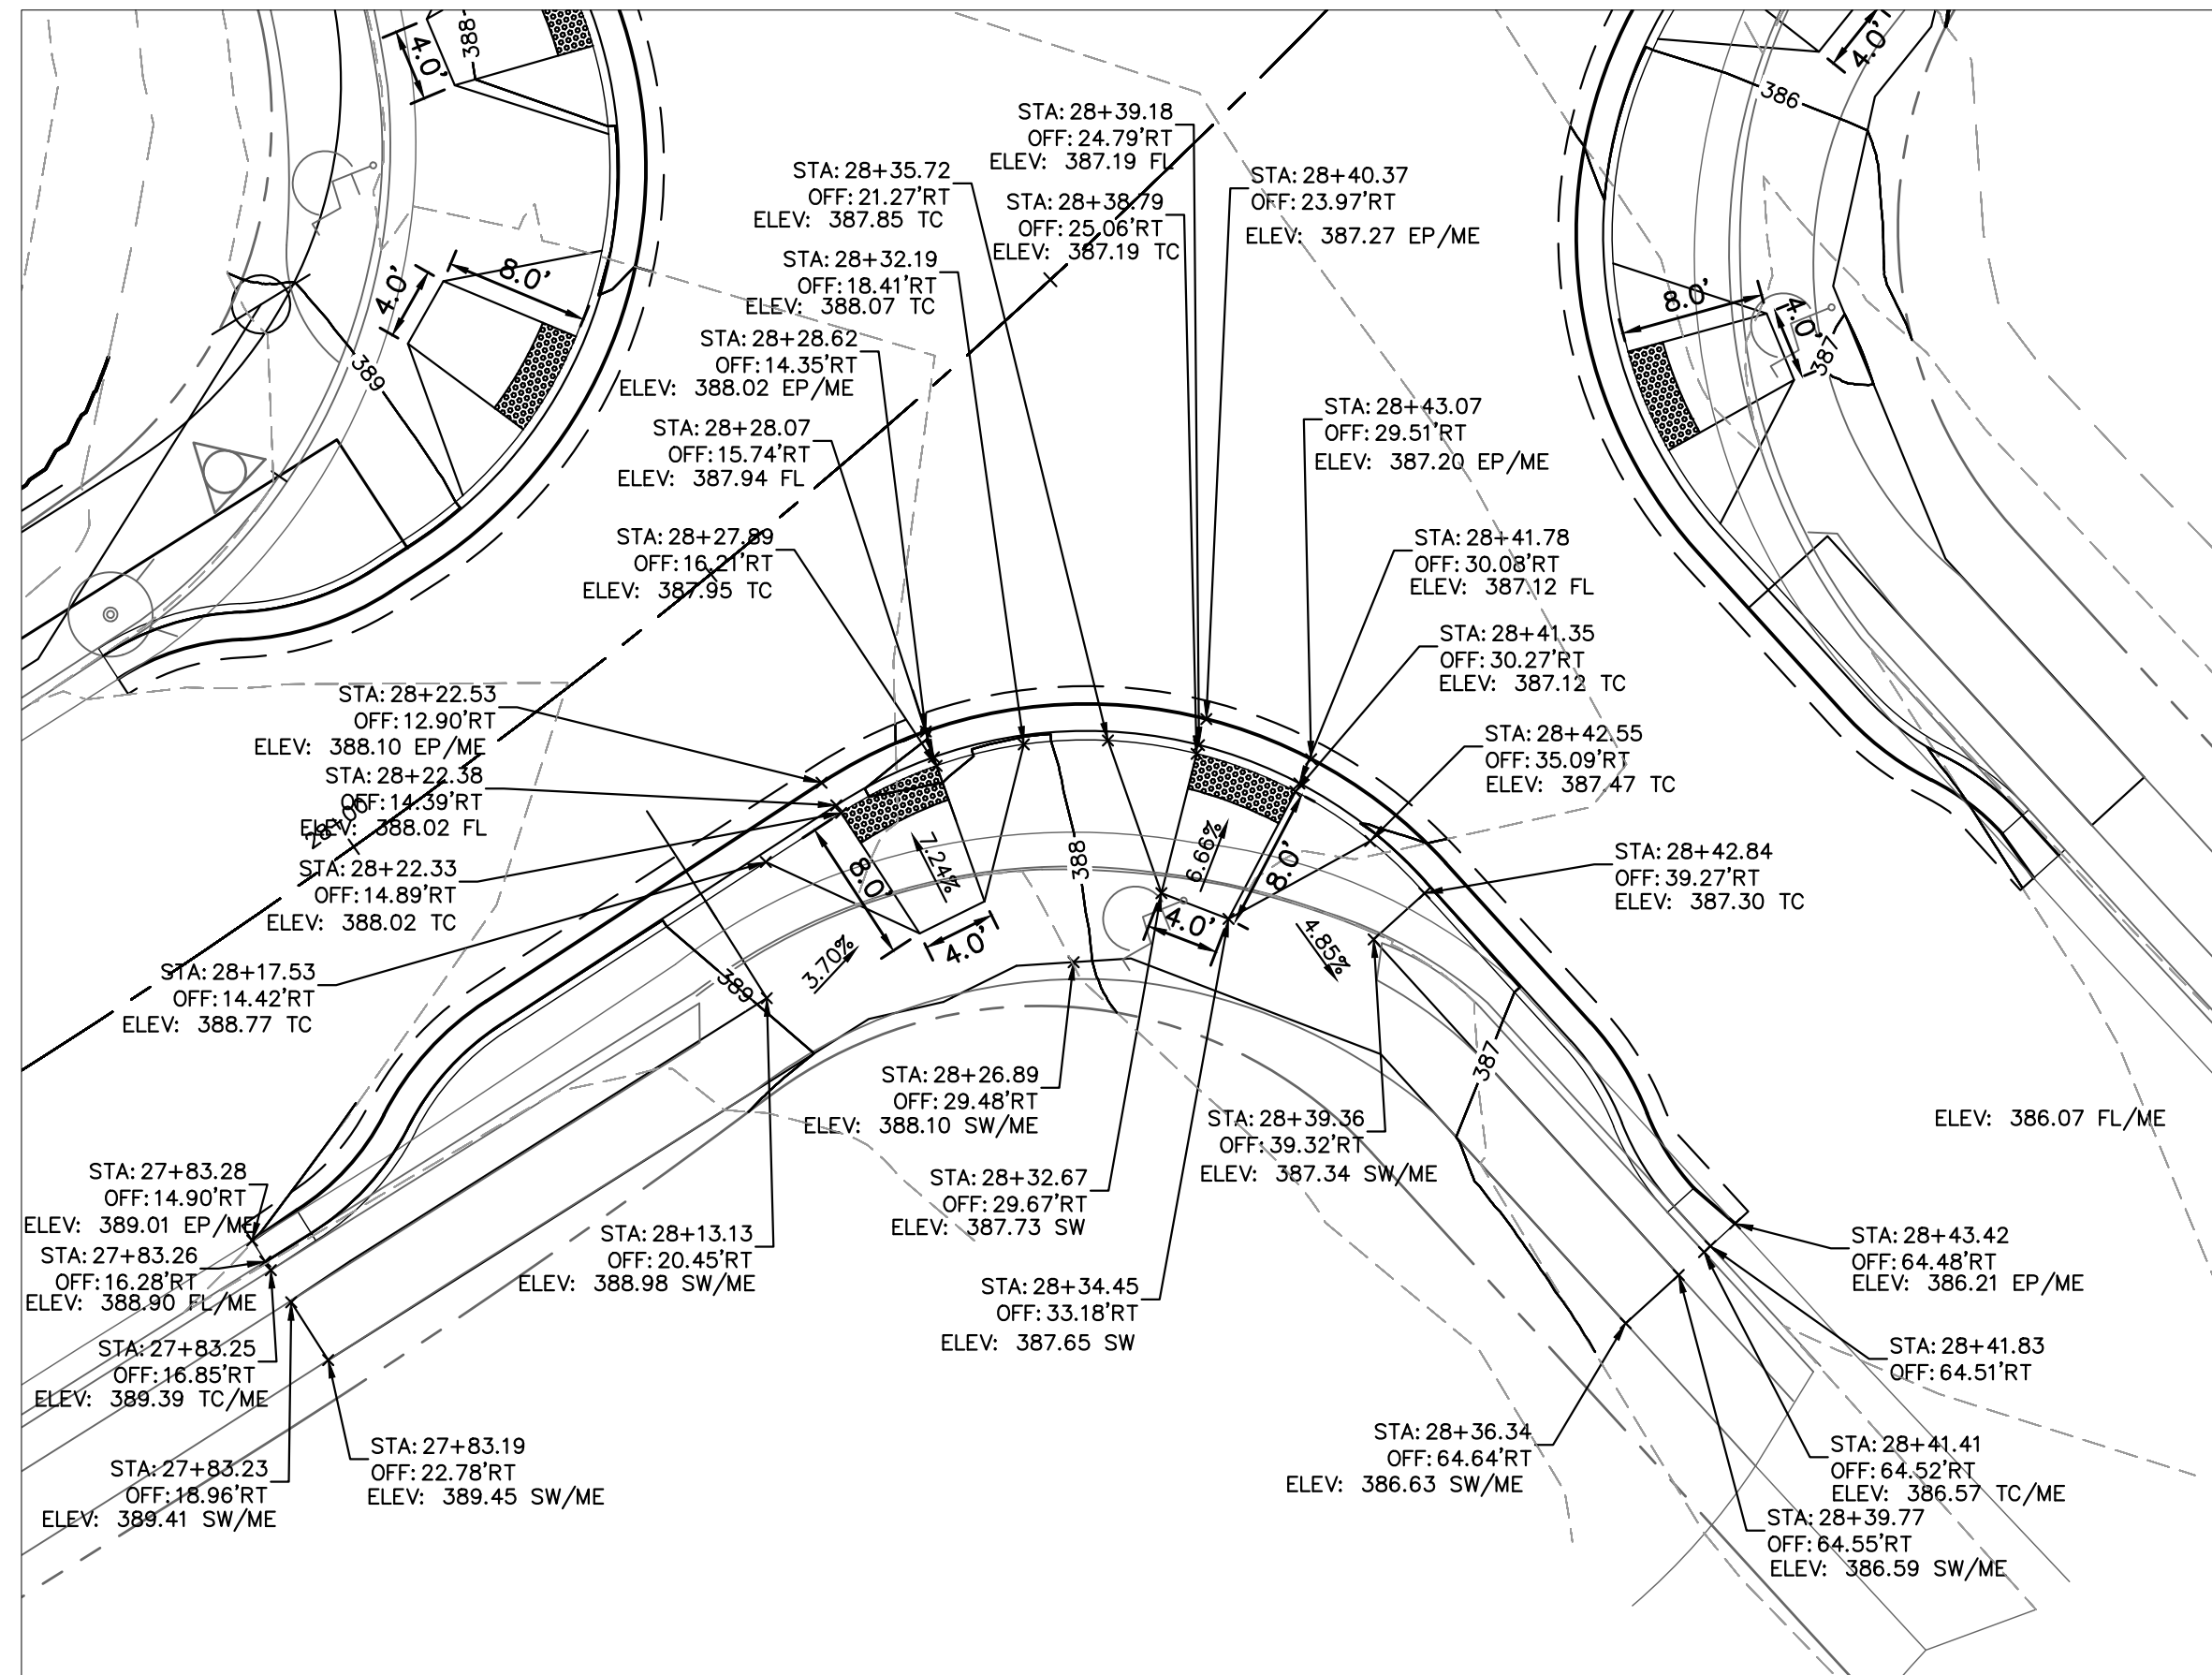 388
4.0'
4.0'
8.0'
389
386
4.0'
8.0'
4.0'
387
STA: 28+39.18
OFF: 24.79'RT
ELEV: 387.19 FL
STA: 28+35.72
OFF: 21.27'RT
ELEV: 387.85 TC
STA: 28+38.79
OFF: 25.06'RT
ELEV: 387.19 TC
STA: 28+40.37
OFF: 23.97'RT
ELEV: 387.27 EP/ME
STA: 28+32.19
OFF: 18.41'RT
ELEV: 388.07 TC
STA: 28+28.62
OFF: 14.35'RT
ELEV: 388.02 EP/ME
STA: 28+28.07
OFF: 15.74'RT
ELEV: 387.94 FL
STA: 28+43.07
OFF: 29.51'RT
ELEV: 387.20 EP/ME
STA: 28+27.89
OFF: 16.21'RT
ELEV: 387.95 TC
STA: 28+41.78
OFF: 30.08'RT
ELEV: 387.12 FL
STA: 28+41.35
OFF: 30.27'RT
ELEV: 387.12 TC
STA: 28+22.53
OFF: 12.90'RT
ELEV: 388.10 EP/ME
STA: 28+42.55
OFF: 35.09'RT
ELEV: 387.47 TC
STA: 28+22.38
OFF: 14.39'RT
ELEV: 388.02 FL
28+00
STA: 28+22.33
OFF: 14.89'RT
ELEV: 388.02 TC
STA: 28+42.84
OFF: 39.27'RT
ELEV: 387.30 TC
8.0'
7.24%
4.0'
388
6.66%
8.0'
4.0'
4.85%
3.70%
389
387
STA: 28+17.53
OFF: 14.42'RT
ELEV: 388.77 TC
STA: 28+26.89
OFF: 29.48'RT
ELEV: 388.10 SW/ME
STA: 28+39.36
OFF: 39.32'RT
ELEV: 387.34 SW/ME
ELEV: 386.07 FL/ME
STA: 27+83.28
OFF: 14.90'RT
ELEV: 389.01 EP/ME
STA: 28+32.67
OFF: 29.67'RT
ELEV: 387.73 SW
STA: 28+13.13
OFF: 20.45'RT
ELEV: 388.98 SW/ME
STA: 27+83.26
OFF: 16.28'RT
ELEV: 388.90 FL/ME
STA: 28+43.42
OFF: 64.48'RT
ELEV: 386.21 EP/ME
STA: 28+34.45
OFF: 33.18'RT
ELEV: 387.65 SW
STA: 27+83.25
OFF: 16.85'RT
ELEV: 389.39 TC/ME
STA: 28+41.83
OFF: 64.51'RT
STA: 28+36.34
OFF: 64.64'RT
ELEV: 386.63 SW/ME
STA: 27+83.19
OFF: 22.78'RT
ELEV: 389.45 SW/ME
STA: 28+41.41
OFF: 64.52'RT
ELEV: 386.57 TC/ME
STA: 27+83.23
OFF: 18.96'RT
ELEV: 389.41 SW/ME
STA: 28+39.77
OFF: 64.55'RT
ELEV: 386.59 SW/ME